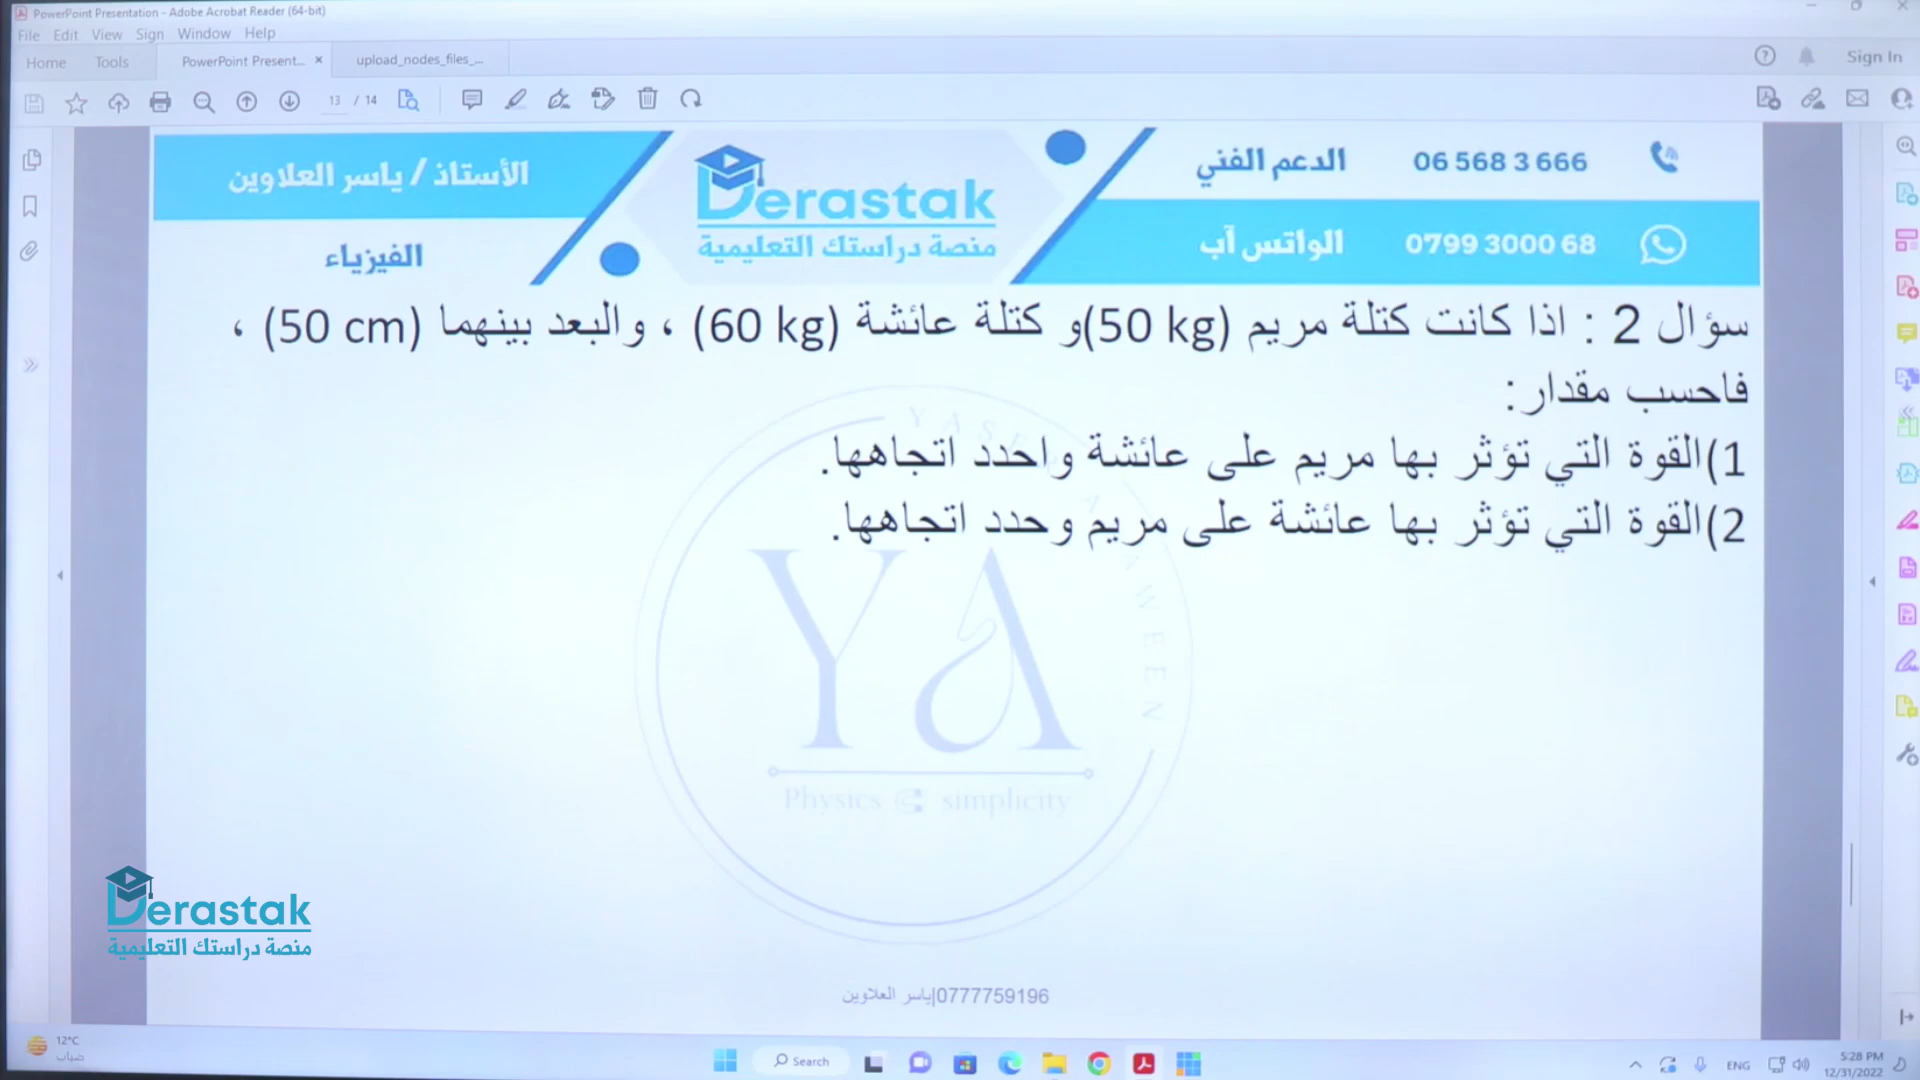 PowerPoint Presentation - Adobe Acrobat Reader (64-bit)
File Edit View Sign Window Help
Home Tools PowerPoint Present... × upload_nodes_files_... Sign In
13 / 14
الأستاذ / ياسر العلاوين
الفيزياء
Derastak
منصة دراستك التعليمية
الدعم الفني 06 568 3 666
الواتس آب 0799 3000 68
سؤال 2 : اذا كانت كتلة مريم (50 kg)و كتلة عائشة (60 kg) ، والبعد بينهما (50 cm) ،
فاحسب مقدار:
1)القوة التي تؤثر بها مريم على عائشة واحدد اتجاهها.
2)القوة التي تؤثر بها عائشة على مريم وحدد اتجاهها.
YA
Physics simplicity
Derastak
منصة دراستك التعليمية
ياسر العلاوين|0777759196
12°C
ضباب
Search
ENG
5:28 PM
12/31/2022